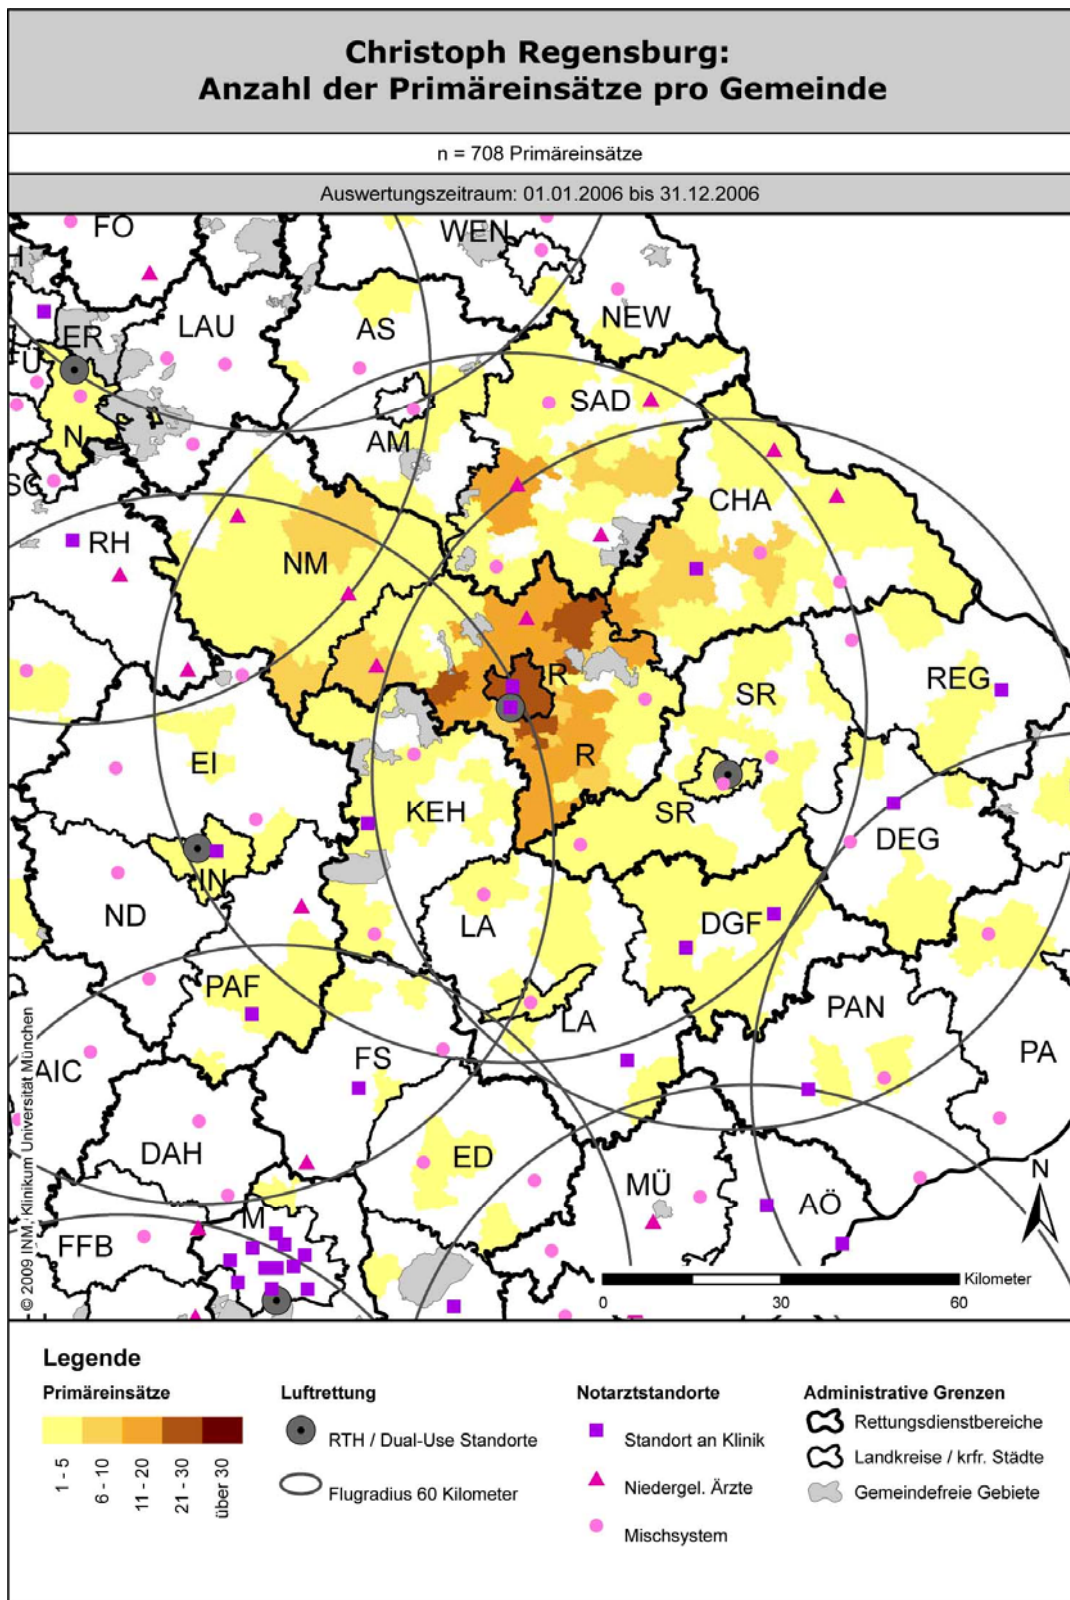 Christoph Regensburg:
Anzahl der Primäreinsätze pro Gemeinde
n = 708 Primäreinsätze
Auswertungszeitraum: 01.01.2006 bis 31.12.2006
FO
WEN
H
NEW
LAU
AS
ER
FÜ
SAD
N
AM
CHA
SC
RH
NM
R
REG
SR
EI
R
KEH
SR
DEG
IN
ND
LA
DGF
PAF
PAN
LA
FS
PA
AIC
DAH
ED
MÜ
AÖ
N
M
FFB
Kilometer
0 30 60
© 2009 INM, Klinikum Universität München
Legende
Primäreinsätze
1 - 5
6 - 10
11 - 20
21 - 30
über 30
Luftrettung
RTH / Dual-Use Standorte
Flugradius 60 Kilometer
Notarztstandorte
Standort an Klinik
Niedergel. Ärzte
Mischsystem
Administrative Grenzen
Rettungsdienstbereiche
Landkreise / krfr. Städte
Gemeindefreie Gebiete